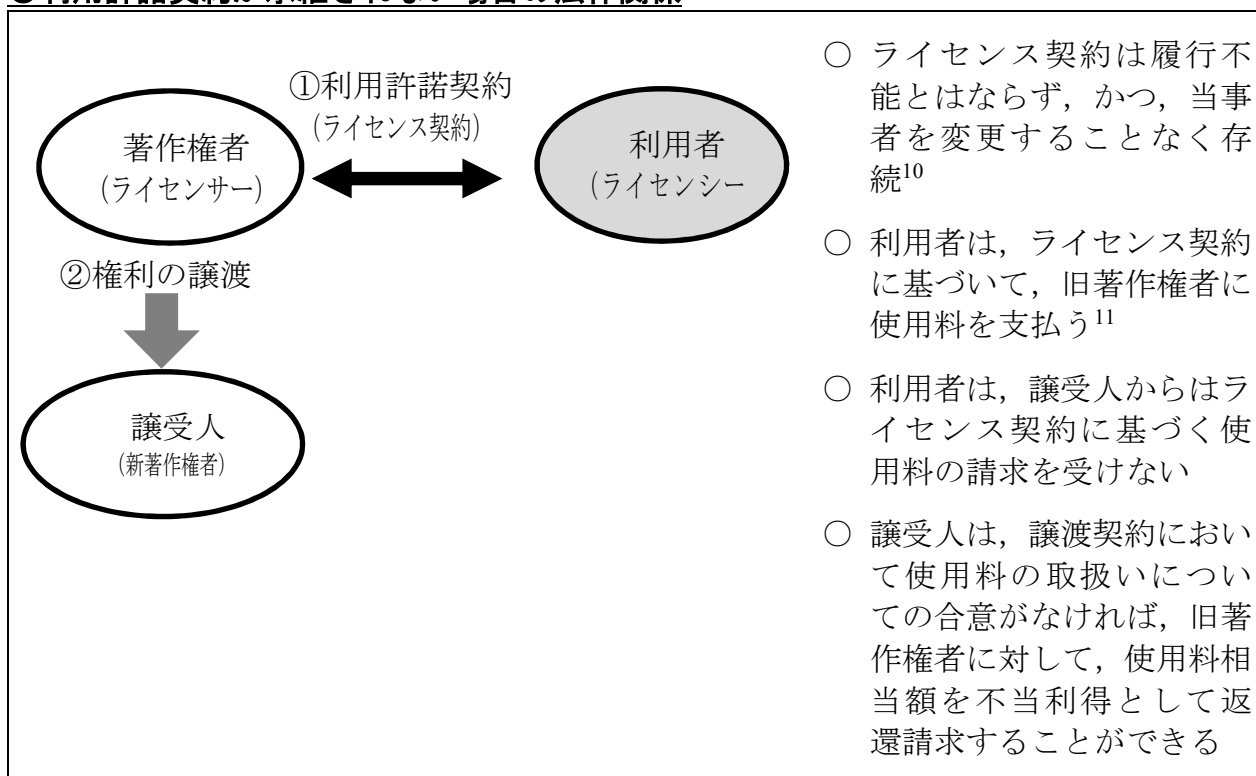 ①利用許諾契約
(ライセンス契約)
著作権者
(ライセンサー)
利用者
(ライセンシー
②権利の譲渡
譲受人
(新著作権者)
○ ライセンス契約は履行不
能とはならず，かつ，当事
者を変更することなく存
続10
○ 利用者は，ライセンス契約
に基づいて，旧著作権者に
使用料を支払う11
○ 利用者は，譲受人からはラ
イセンス契約に基づく使
用料の請求を受けない
○ 譲受人は，譲渡契約におい
て使用料の取扱いについ
ての合意がなければ，旧著
作権者に対して，使用料相
当額を不当利得として返
還請求することができる